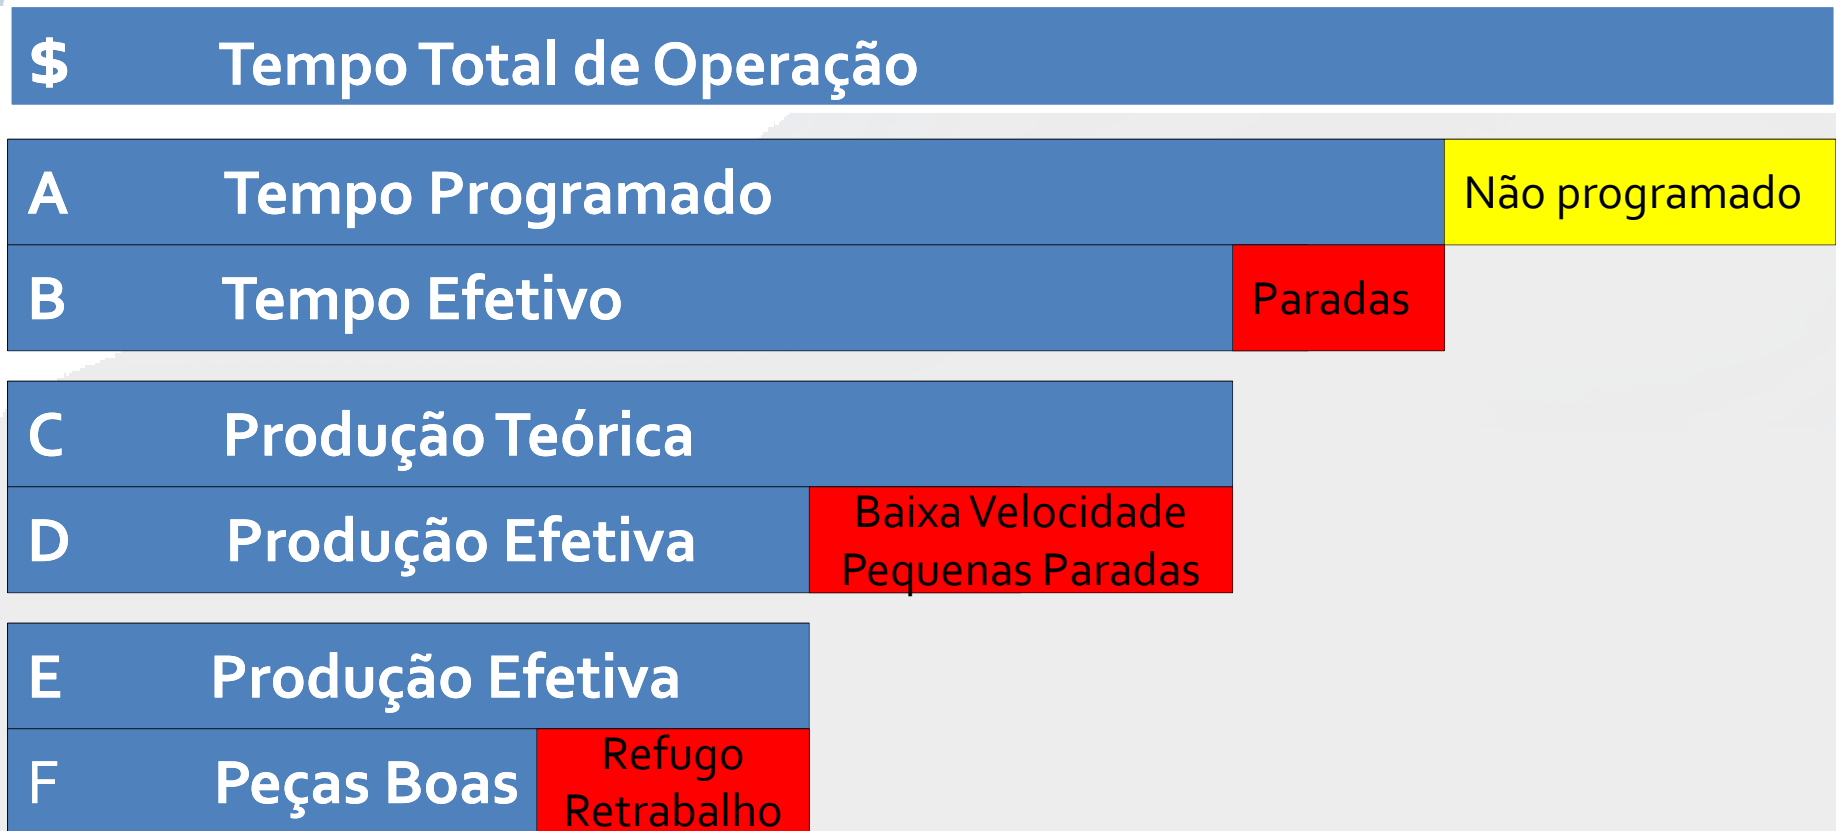 $ Tempo Total de Operação
A Tempo Programado Não programado
B Tempo Efetivo Paradas
C Produção Teórica
D Produção Efetiva Baixa Velocidade
Pequenas Paradas
E Produção Efetiva
F Peças Boas Refugo
Retrabalho